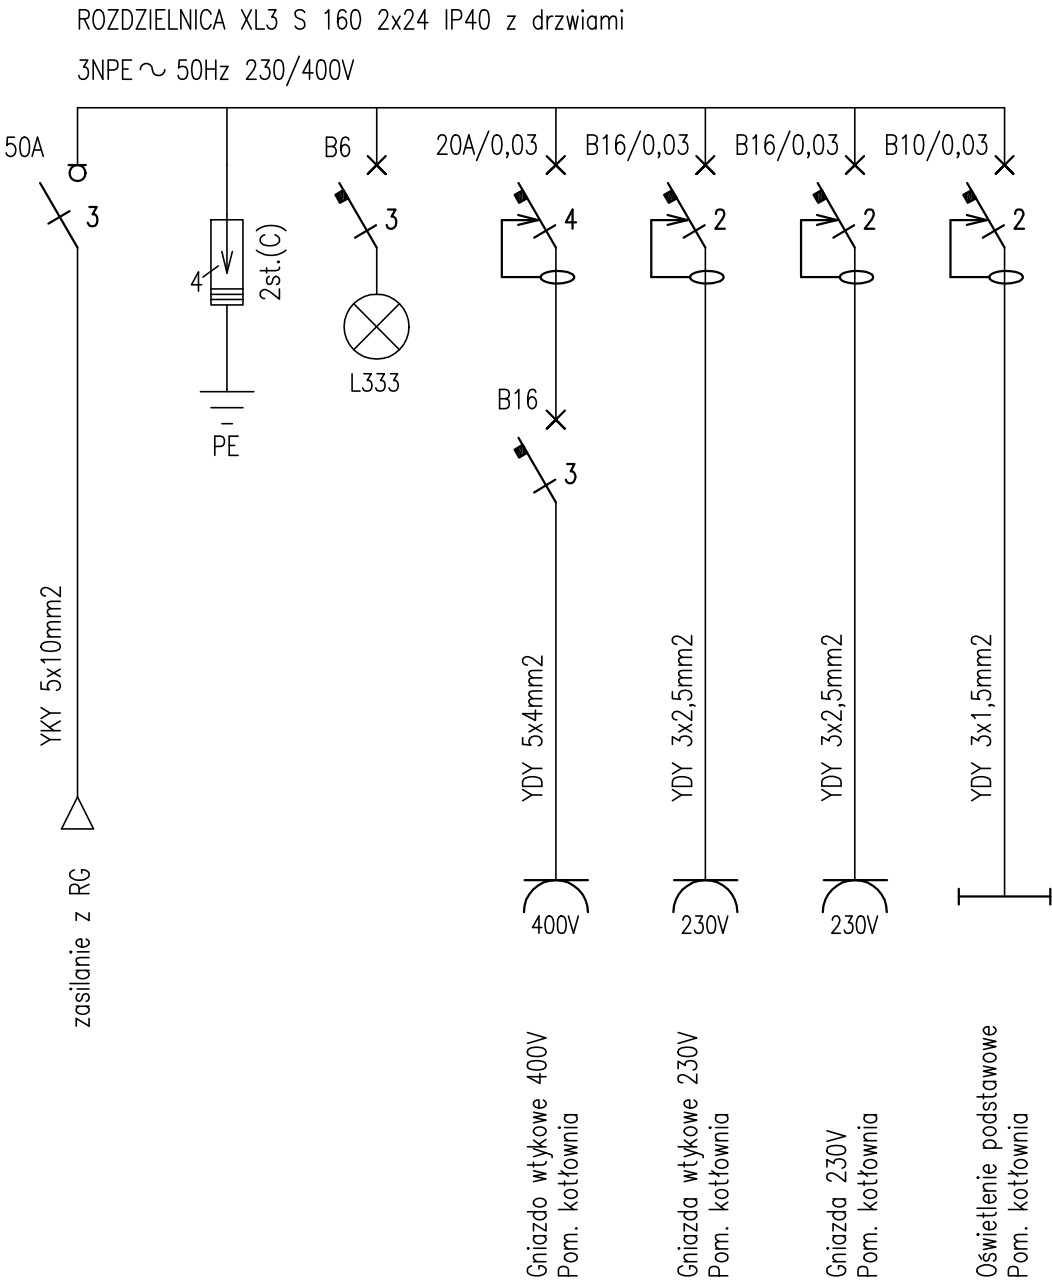 ROZDZIELNICA XL3 S 160 2x24 IP40 z drzwiami
3NPE ~ 50Hz 230/400V
50A
3
4
2st.(C)
PE
B6
3
L333
20A/0,03
4
B16
3
B16/0,03
2
B16/0,03
2
B10/0,03
2
YKY 5x10mm2
YDY 5x4mm2
YDY 3x2,5mm2
YDY 3x2,5mm2
YDY 3x1,5mm2
zasilanie z RG
400V
230V
230V
Gniazdo wtykowe 400V
Pom. kotłownia
Gniazda wtykowe 230V
Pom. kotłownia
Gniazda 230V
Pom. kotłownia
Oświetlenie podstawowe
Pom. kotłownia